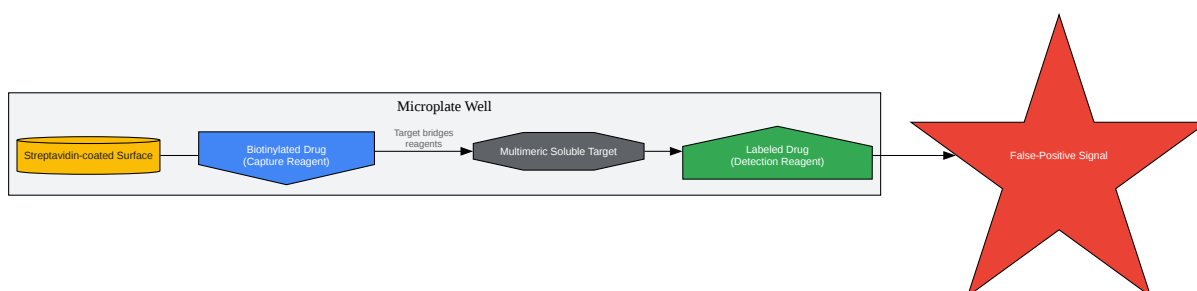 Microplate Well
Streptavidin-coated Surface
Biotinylated Drug
(Capture Reagent)
Target bridges
reagents
Multimeric Soluble Target
Labeled Drug
(Detection Reagent)
False-Positive Signal